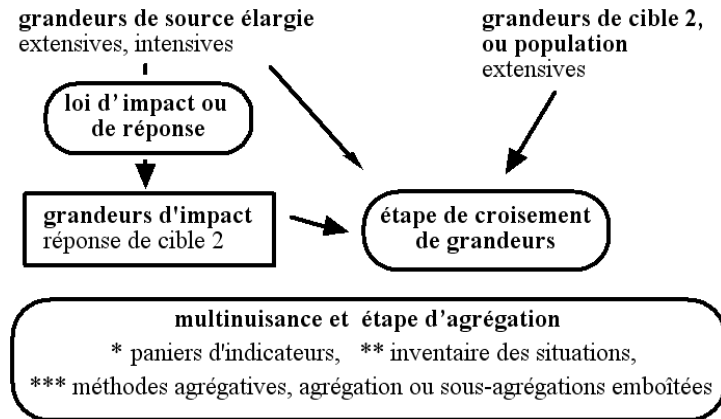 grandeurs de source élargie
extensives, intensives
grandeurs de cible 2,
ou population
extensives
loi d'impact ou
de réponse
grandeurs d'impact
réponse de cible 2
étape de croisement
de grandeurs
multinuisance et étape d'agrégation
* paniers d'indicateurs, ** inventaire des situations,
*** méthodes agrégatives, agrégation ou sous-agrégations emboîtées